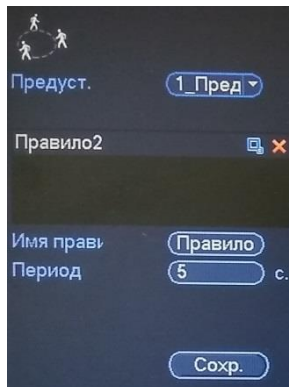 Предуст. 1_Пред
Правило2
Имя прави Правило
Период 5 с.
Сохр.